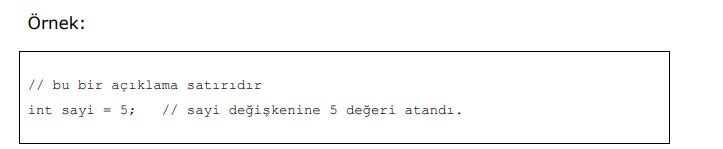 Örnek:
// bu bir açıklama satırıdır
int sayi = 5;   // sayi değişkenine 5 değeri atandı.